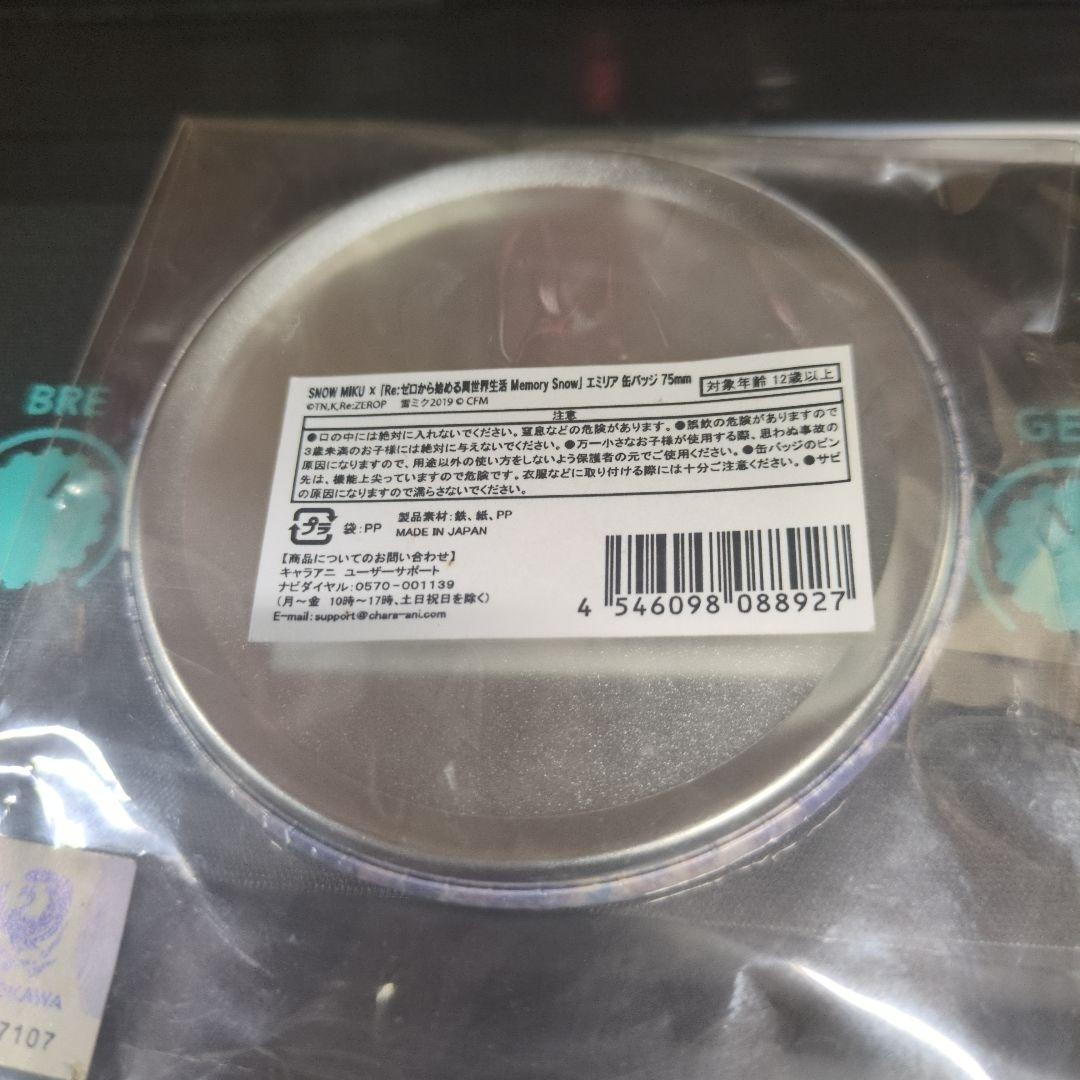 BRE
GE
SNOW MIKU × 「Re:ゼロから始める異世界生活 Memory Snow」 エミリア 缶バッジ 75mm
対象年齢 12歳以上
©TN,K,Re:ZEROP 雪ミク2019 © CFM
注意
●口の中には絶対に入れないでください。窒息などの危険があります。●誤飲の危険がありますので
3歳未満のお子様には絶対に与えないでください。●万一小さなお子様が使用する際、思わぬ事故の
原因になりますので、用途以外の使い方をしないよう保護者の元でご使用ください。●缶バッジのピン
先は、機能上尖っていますので危険です。衣服などに取り付ける際には十分ご注意ください。●サビ
の原因になりますので濡らさないでください。
プラ 袋:PP
製品素材:鉄、紙、PP
MADE IN JAPAN
【商品についてのお問い合わせ】
キャラアニ ユーザーサポート
ナビダイヤル:0570-001139
(月～金 10時～17時、土日祝日を除く)
E-mail:support@chara-ani.com
4 546098 088927
OIKAWA
7107